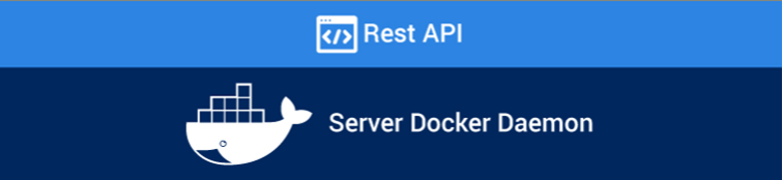 </> Rest API
Server Docker Daemon